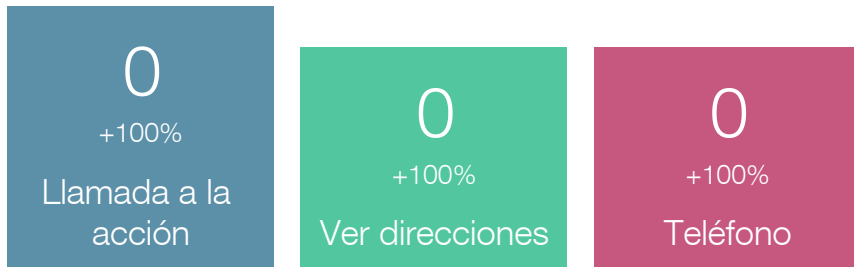 0
+100%
Llamada a la
acción
0
+100%
Ver direcciones
0
+100%
Teléfono